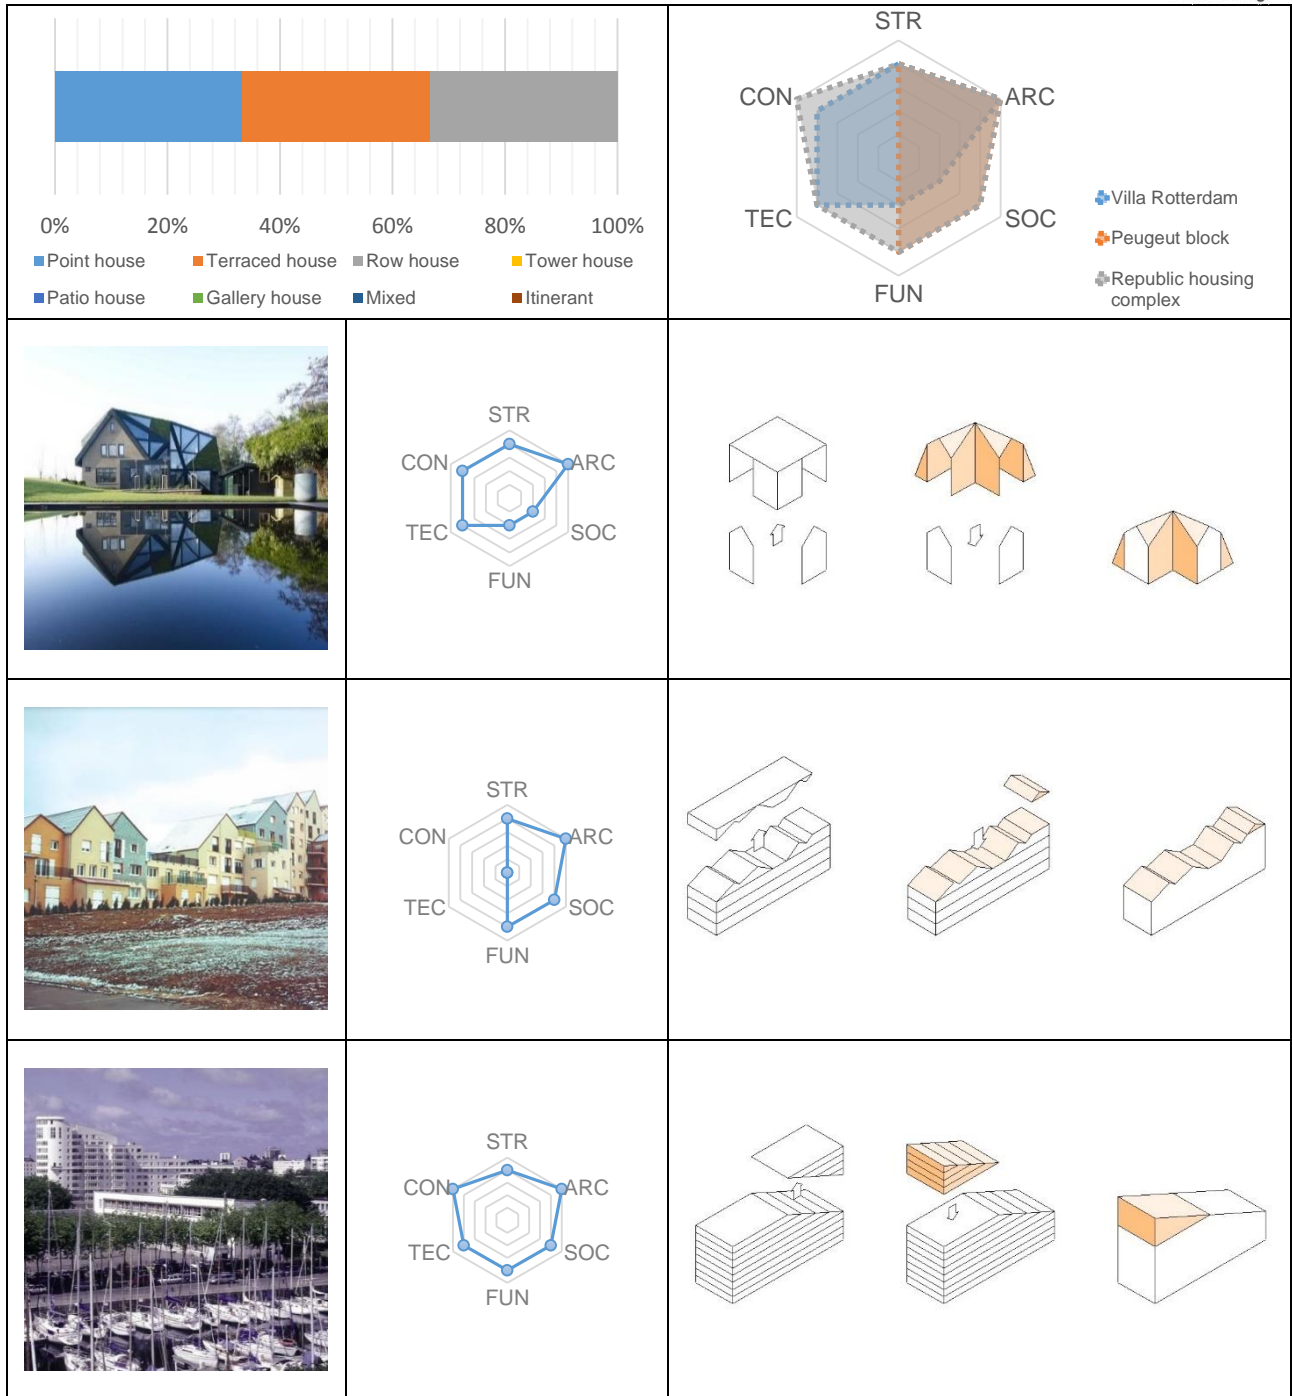 0% 20% 40% 60% 80% 100%
Point house Terraced house Row house Tower house
Patio house Gallery house Mixed Itinerant
STR
CON ARC
TEC SOC
FUN
Villa Rotterdam
Peugeut block
Republic housing
complex
STR
CON ARC
TEC SOC
FUN
STR
CON ARC
TEC SOC
FUN
STR
CON ARC
TEC SOC
FUN